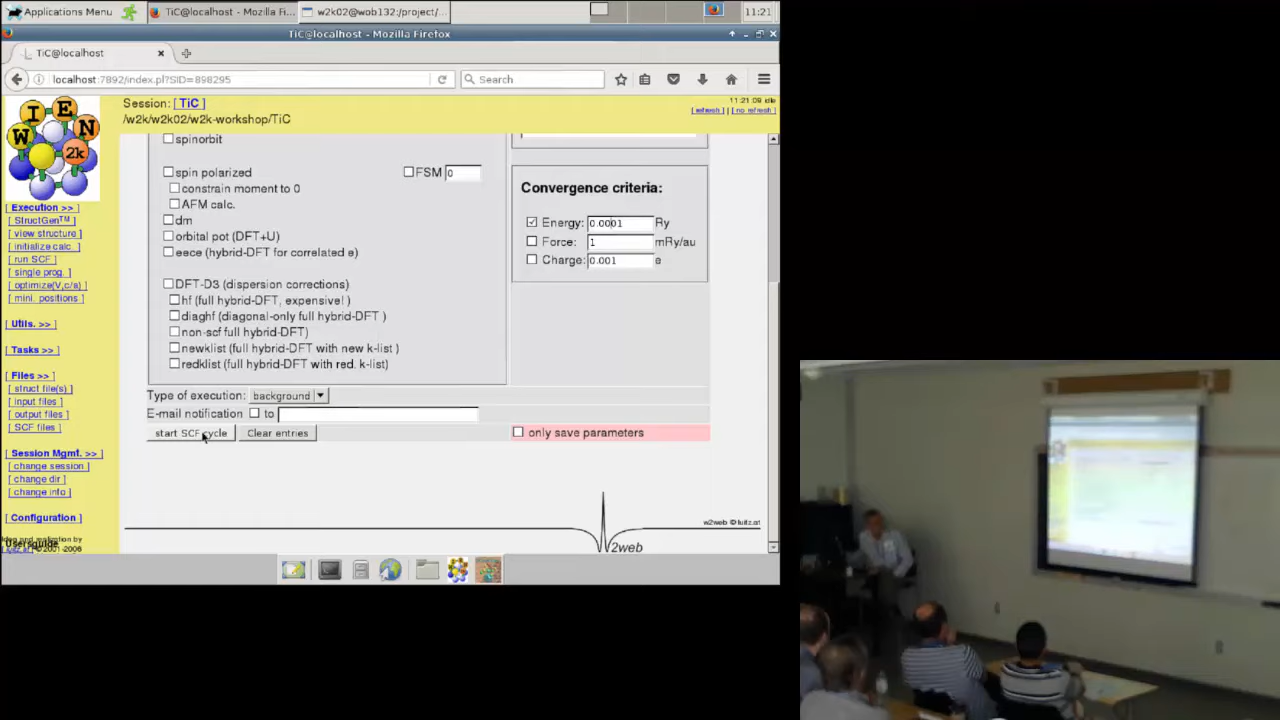 Applications Menu
TiC@localhost - Mozilla Fi...
w2k02@wob132:/project/...
11:21
TiC@localhost - Mozilla Firefox
TiC@localhost
localhost:7892/index.pl?SID=898295
Search
W I E N 2k
Session: [ TiC ]
/w2k/w2k02/w2k-workshop/TiC
11:21:09 idle
[ refresh ] [ no refresh ]
Execution >>
[ StructGen™ ]
[ view structure ]
[ initialize calc. ]
[ run SCF ]
[ single prog. ]
[ optimize(V,c/a) ]
[ mini. positions ]
Utils. >>
Tasks >>
Files >>
[ struct file(s) ]
[ input files ]
[ output files ]
[ SCF files ]
Session Mgmt. >>
[ change session ]
[ change dir ]
[ change info ]
Configuration
Usersguide
spinorbit
spin polarized
FSM 0
constrain moment to 0
AFM calc.
dm
orbital pot (DFT+U)
eece (hybrid-DFT for correlated e)
DFT-D3 (dispersion corrections)
hf (full hybrid-DFT, expensive! )
diaghf (diagonal-only full hybrid-DFT )
non-scf full hybrid-DFT)
newklist (full hybrid-DFT with new k-list )
redklist (full hybrid-DFT with red. k-list)
Convergence criteria:
Energy: 0.0001 Ry
Force: 1 mRy/au
Charge: 0.001 e
Type of execution: background
E-mail notification to
start SCF cycle
Clear entries
only save parameters
w2web © luitz.at
2web